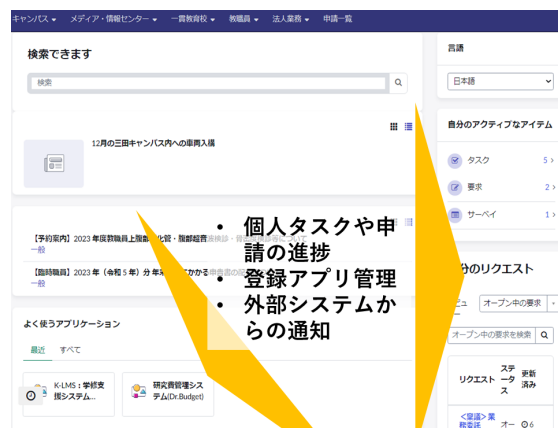 キャンパス ▾ メディア・情報センター ▾ 一貫教育校 ▾ 教職員 ▾ 法人業務 ▾ 申請一覧
検索できます
検索
12月の三田キャンパス内への車両入構
【予約案内】2023 年度教職員上腹部
一般
【臨時職員】2023 年（令和 5 年）分 年
一般
よく使うアプリケーション
最近 すべて
K-LMS：学修支
援システム...
研究費管理シス
テム(Dr.Budget)
• 個人タスクや申
請の進捗
• 登録アプリ管理
• 外部システムか
らの通知
言語
日本語
自分のアクティブなアイテム
タスク 5 >
要求 2 >
サーベイ 1 >
分のリクエスト
オープン中の要求
オープン中の要求を検索
リクエスト ステータス 更新済み
オー 6